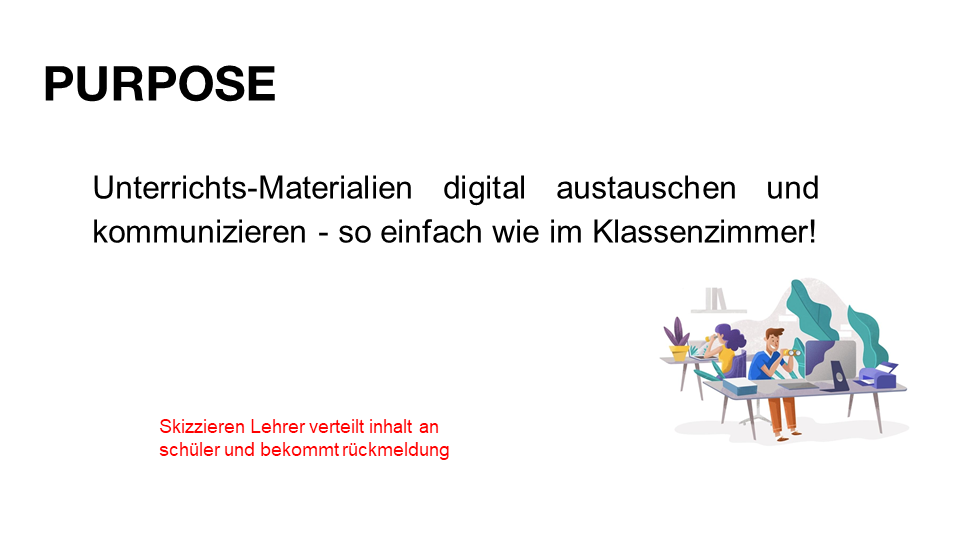 PURPOSE
Unterrichts-Materialien digital austauschen und
kommunizieren - so einfach wie im Klassenzimmer!
Skizzieren Lehrer verteilt inhalt an
schüler und bekommt rückmeldung